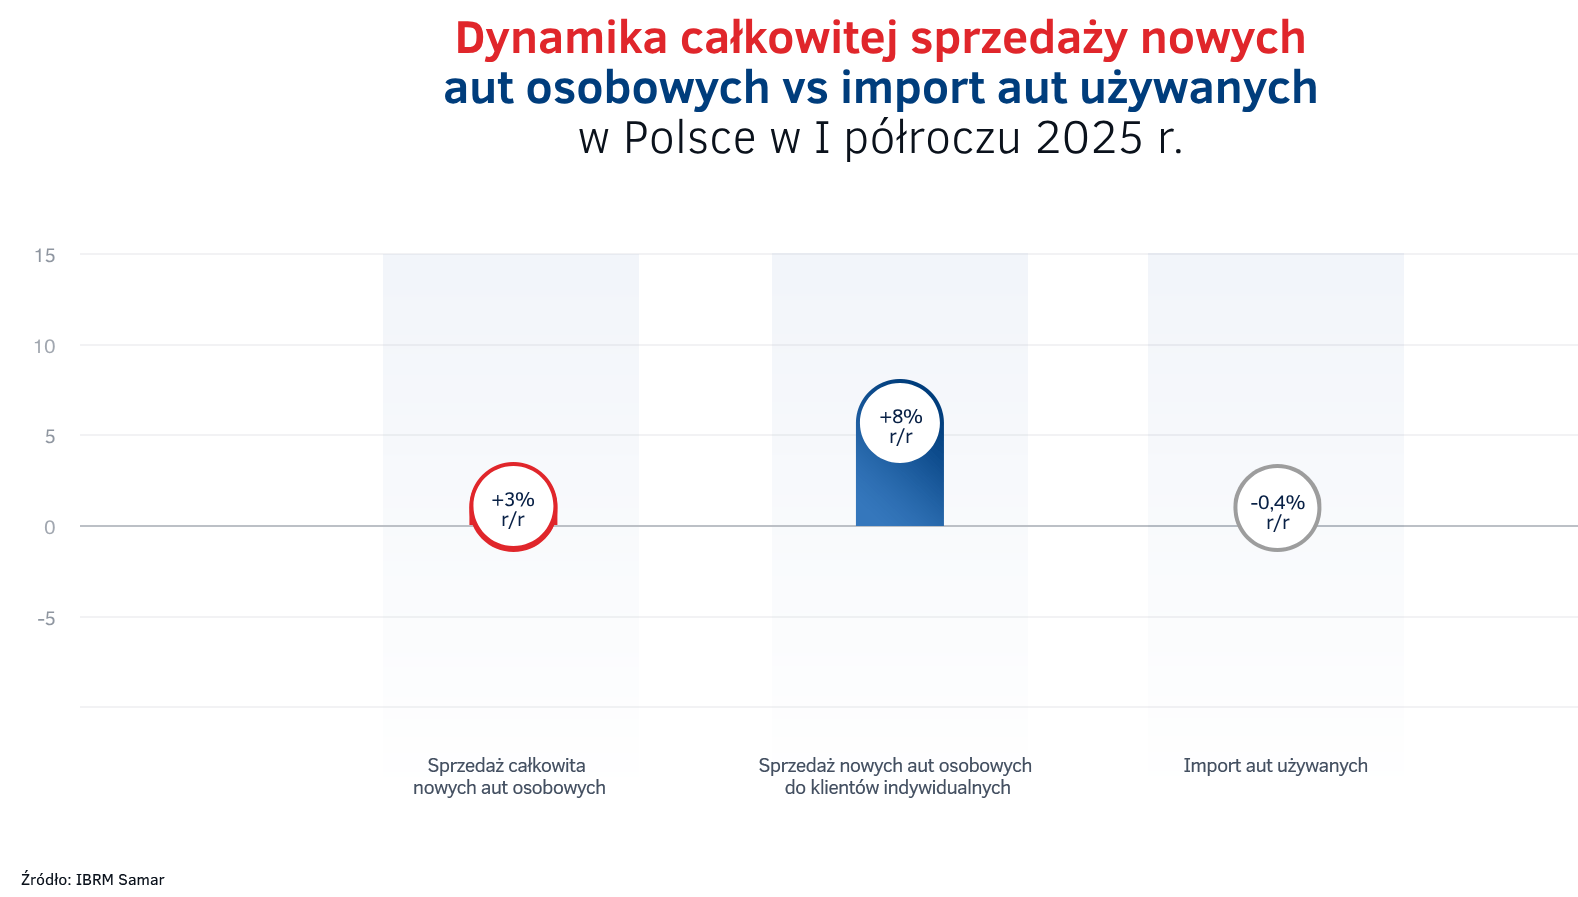 Dynamika całkowitej sprzedaży nowych
aut osobowych vs import aut używanych
w Polsce w I półroczu 2025 r.
15
10
5
0
-5
+3%
r/r
+8%
r/r
-0,4%
r/r
Sprzedaż całkowita
nowych aut osobowych
Sprzedaż nowych aut osobowych
do klientów indywidualnych
Import aut używanych
Źródło: IBRM Samar